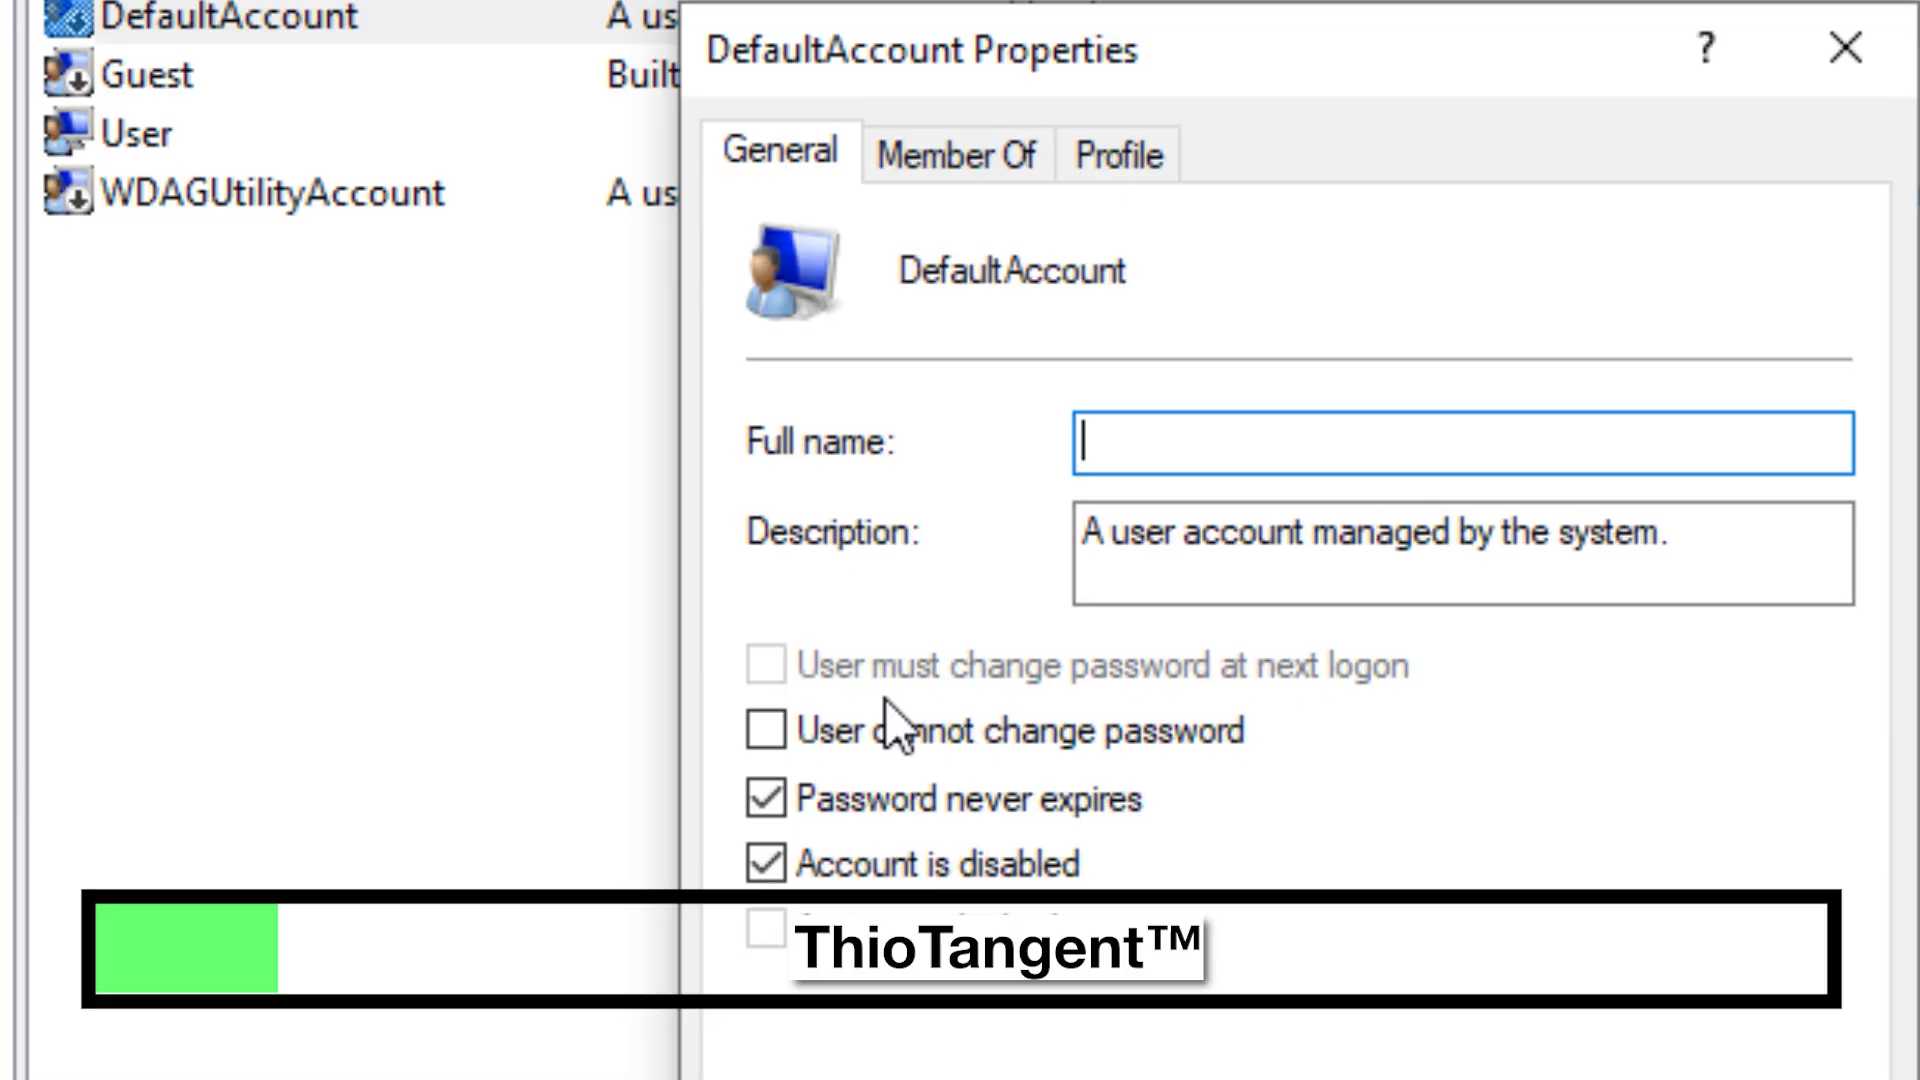 DefaultAccount
A us
Guest
Built
User
WDAGUtilityAccount
A us
DefaultAccount Properties
?
General
Member Of
Profile
DefaultAccount
Full name:
Description:
A user account managed by the system.
User must change password at next logon
User cannot change password
Password never expires
Account is disabled
ThioTangent™